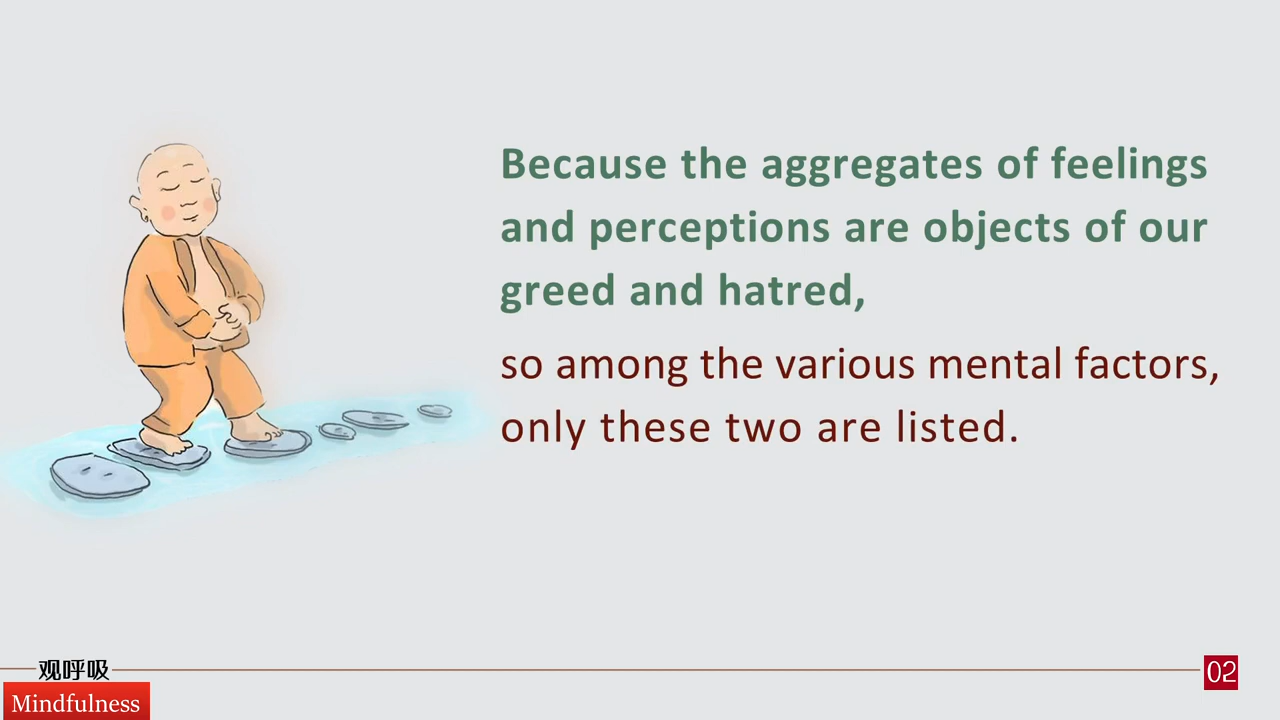 Because the aggregates of feelings
and perceptions are objects of our
greed and hatred,
so among the various mental factors,
only these two are listed.
观呼吸
02
Mindfulness